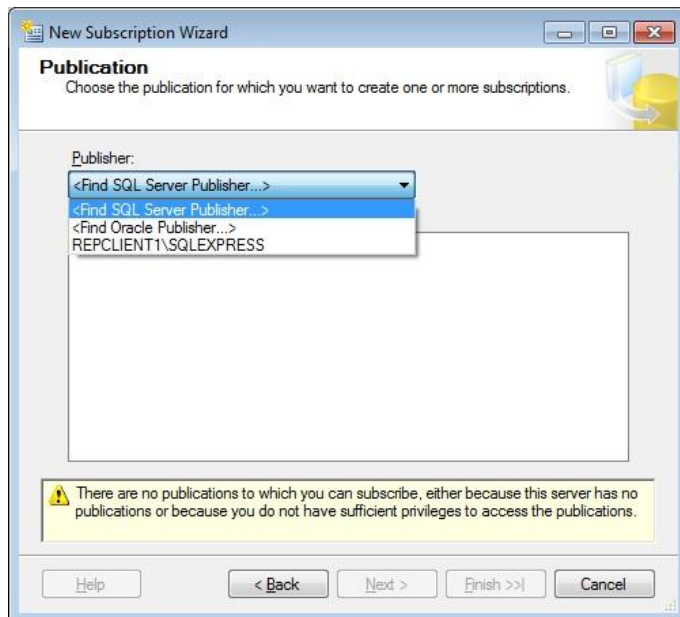 New Subscription Wizard
Publication
Choose the publication for which you want to create one or more subscriptions.
Publisher:
<Find SQL Server Publisher...>
<Find SQL Server Publisher...>
<Find Oracle Publisher...>
REPCLIENT1\SQLEXPRESS
There are no publications to which you can subscribe, either because this server has no
publications or because you do not have sufficient privileges to access the publications.
Help
< Back
Next >
Finish >>|
Cancel